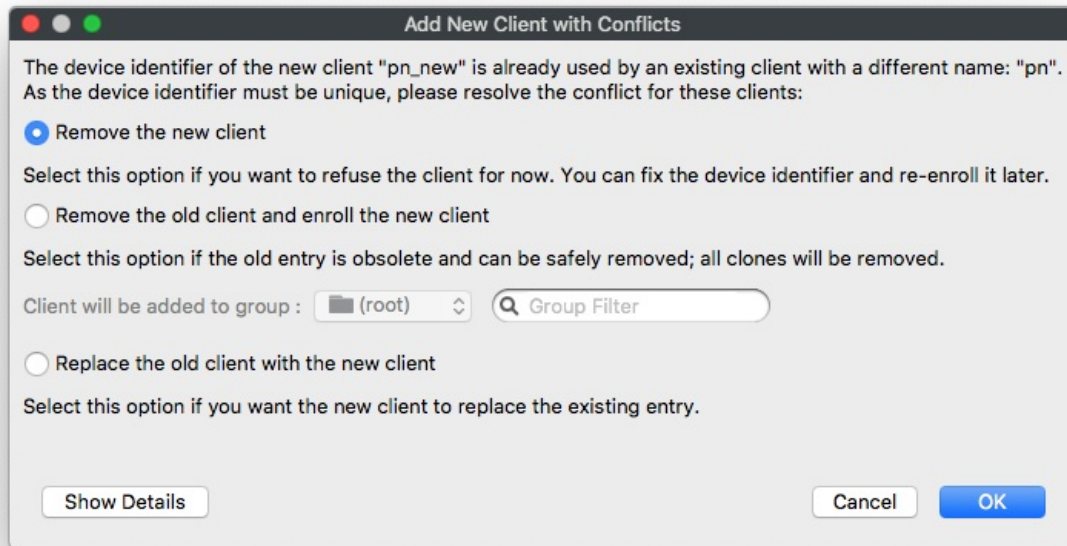 Add New Client with Conflicts
The device identifier of the new client "pn_new" is already used by an existing client with a different name: "pn".
As the device identifier must be unique, please resolve the conflict for these clients:
Remove the new client
Select this option if you want to refuse the client for now. You can fix the device identifier and re-enroll it later.
Remove the old client and enroll the new client
Select this option if the old entry is obsolete and can be safely removed; all clones will be removed.
Client will be added to group : (root) Group Filter
Replace the old client with the new client
Select this option if you want the new client to replace the existing entry.
Show Details Cancel OK